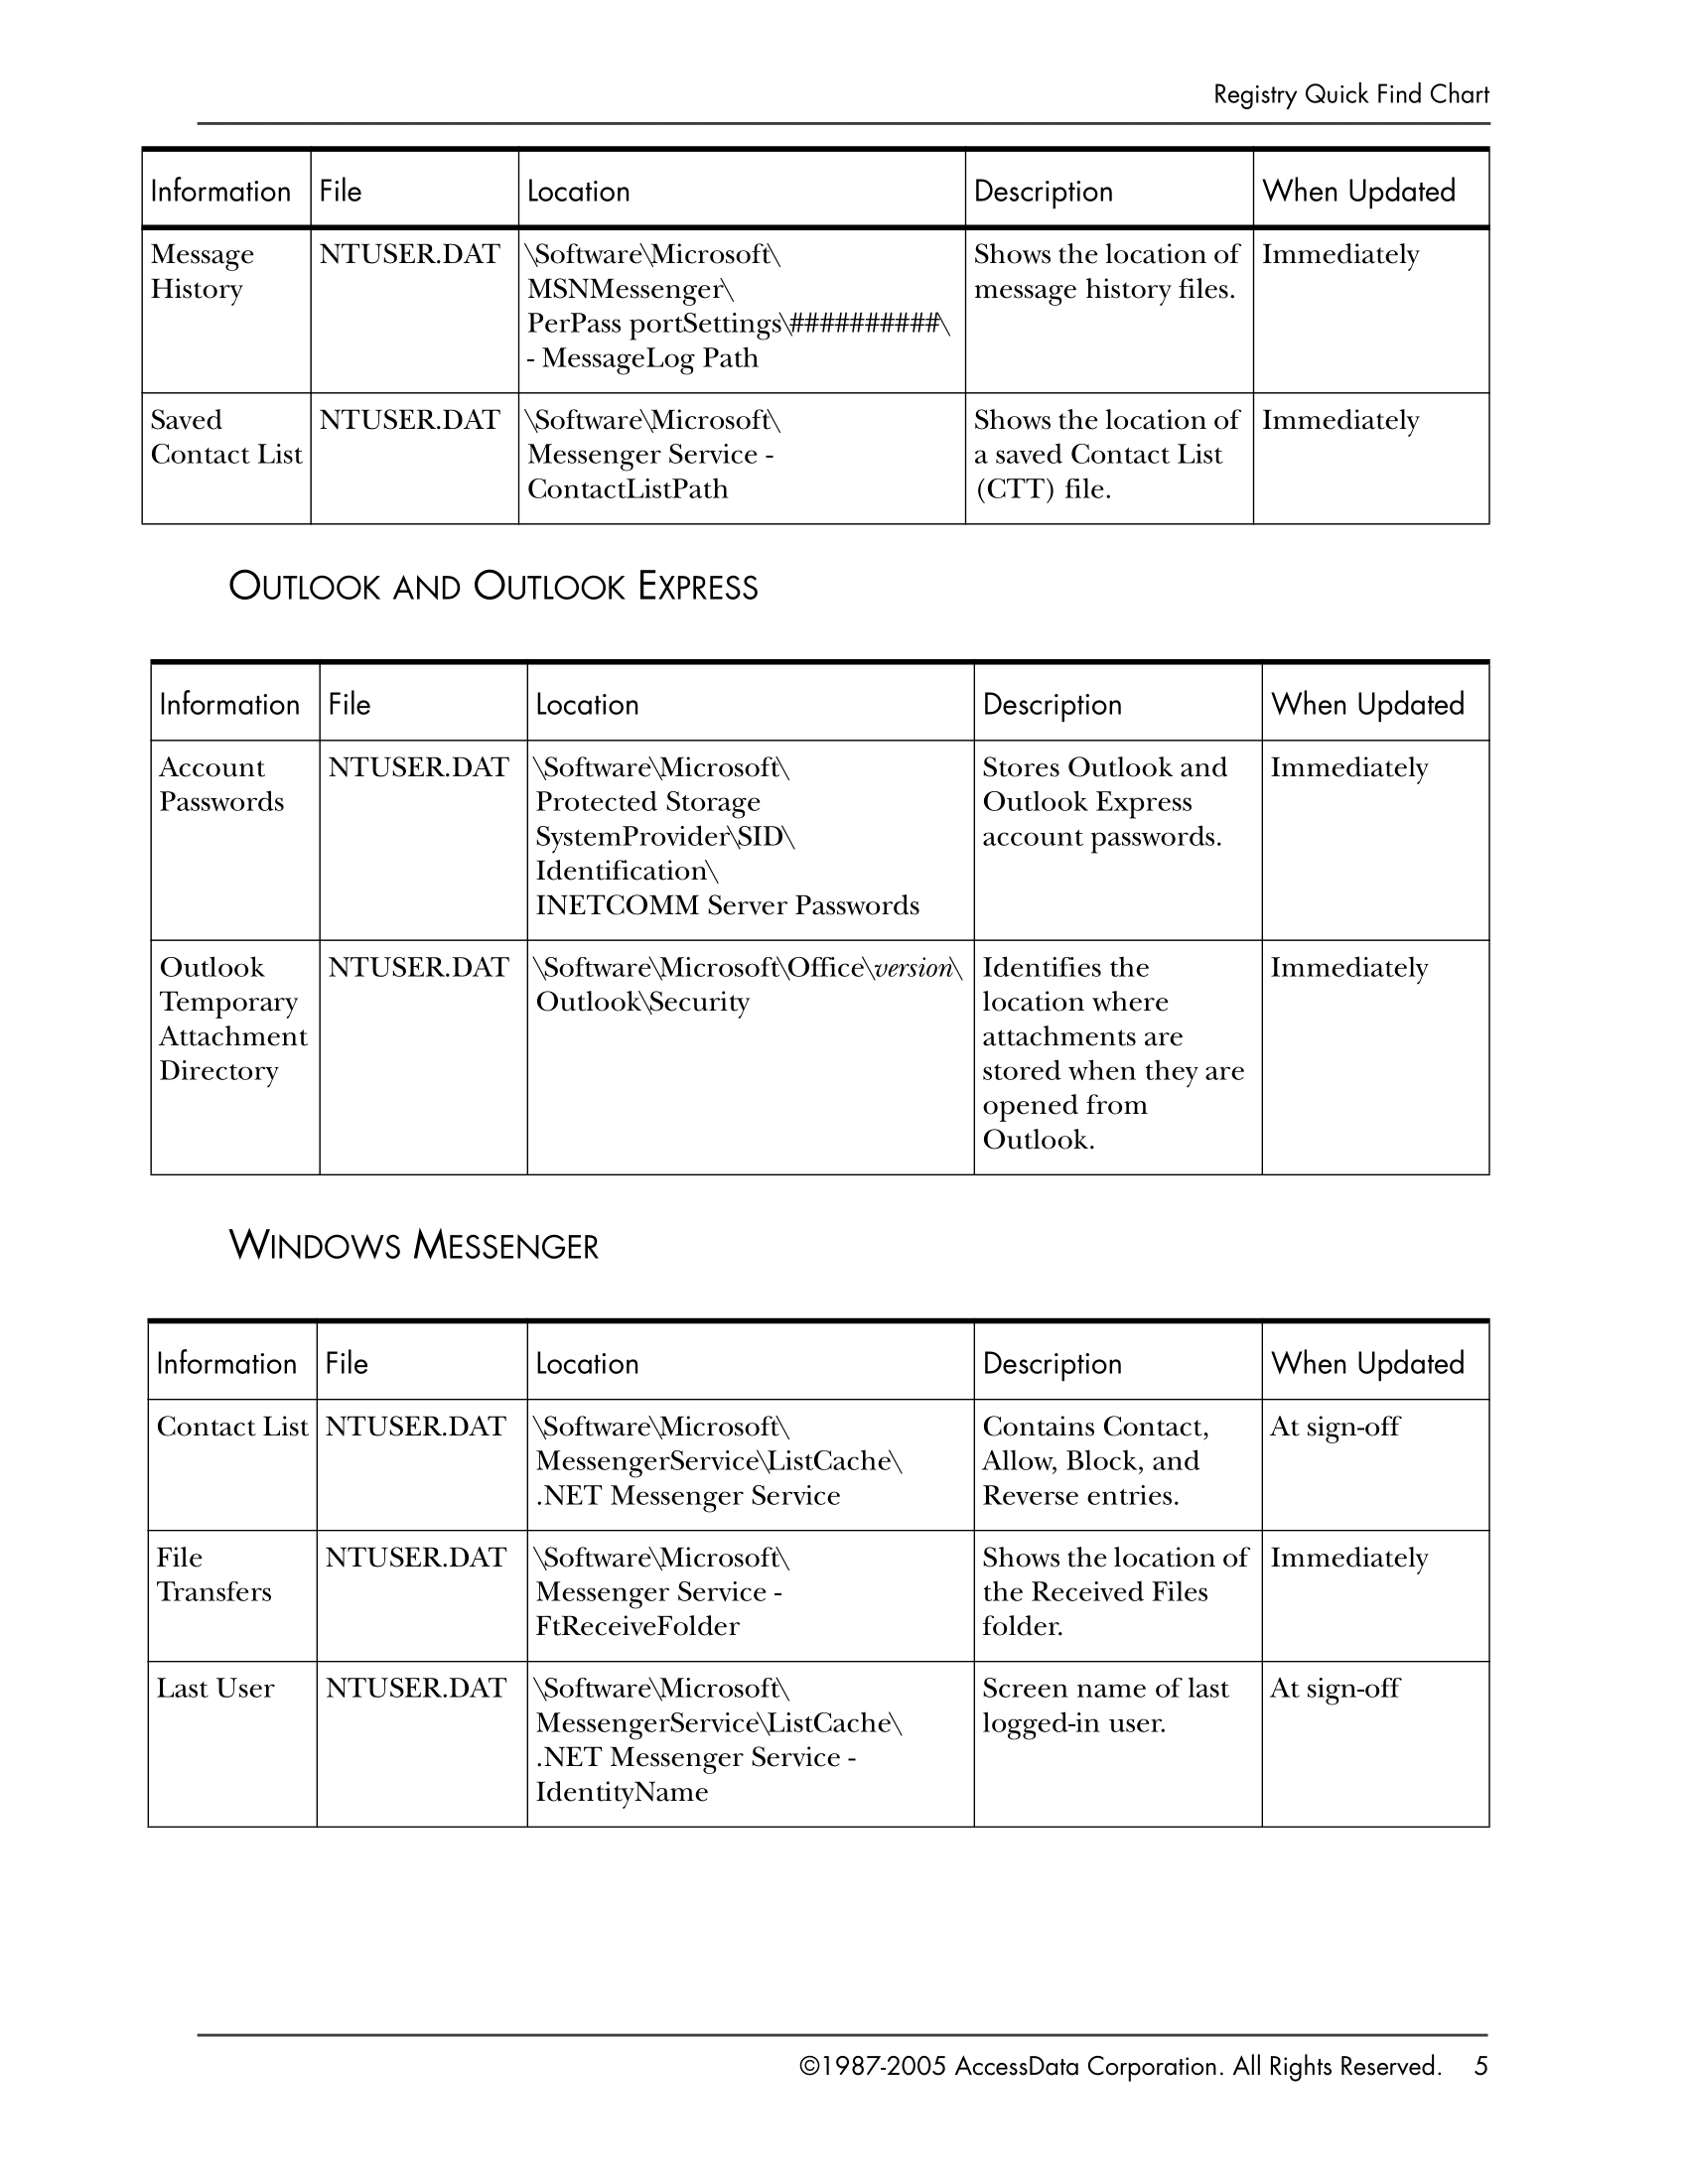 Registry Quick Find Chart
Information File Location Description When Updated
Message NTUSER.DAT \Software\Microsoft\ Shows the location of Immediately
History MSNMessenger\ message history files.
PerPass portSettings\##########\
- MessageLog Path
Saved NTUSER.DAT \Software\Microsoft\ Shows the location of Immediately
Contact List Messenger Service - a saved Contact List
ContactListPath (CTT) file.
OUTLOOK AND OUTLOOK EXPRESS
Information File Location Description When Updated
Account NTUSER.DAT \Software\Microsoft\ Stores Outlook and Immediately
Passwords Protected Storage Outlook Express
SystemProvider\SID\ account passwords.
Identification\
INETCOMM Server Passwords
Outlook NTUSER.DAT \Software\Microsoft\Office\version\ Identifies the Immediately
Temporary Outlook\Security location where
Attachment attachments are
Directory stored when they are
opened from
Outlook.
WINDOWS MESSENGER
Information File Location Description When Updated
Contact List NTUSER.DAT \Software\Microsoft\ Contains Contact, At sign-off
MessengerService\ListCache\ Allow, Block, and
.NET Messenger Service Reverse entries.
File NTUSER.DAT \Software\Microsoft\ Shows the location of Immediately
Transfers Messenger Service - the Received Files
FtReceiveFolder folder.
Last User NTUSER.DAT \Software\Microsoft\ Screen name of last At sign-off
MessengerService\ListCache\ logged-in user.
.NET Messenger Service -
IdentityName
©1987-2005 AccessData Corporation. All Rights Reserved. 5